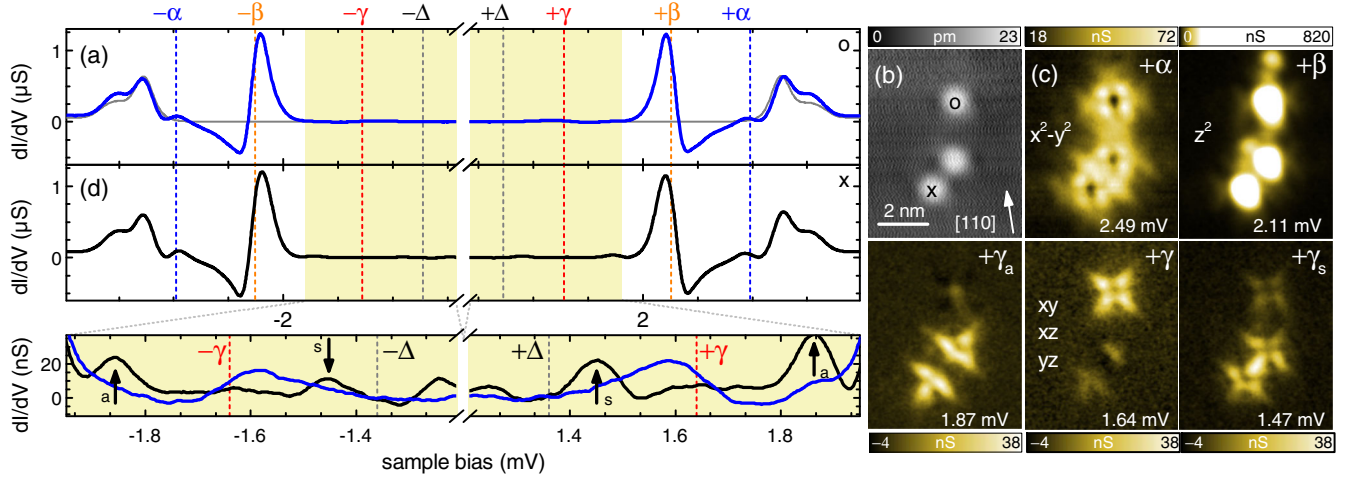 −α −β −γ −Δ +Δ +γ +β +α
(a) o
dI/dV (µS)
1
0
(d) x
dI/dV (µS)
1
0
-2 2
dI/dV (nS)
20
0
a −γ s −Δ +Δ s +γ a
-1.8 -1.6 -1.4 1.4 1.6 1.8
sample bias (mV)
0 pm 23
(b)
o
x
2 nm [110]
18 nS 72
(c) +α
x²-y²
2.49 mV
0 nS 820
+β
z²
2.11 mV
+γa
1.87 mV
−4 nS 38
+γ
xy
xz
yz
1.64 mV
−4 nS 38
+γs
1.47 mV
−4 nS 38